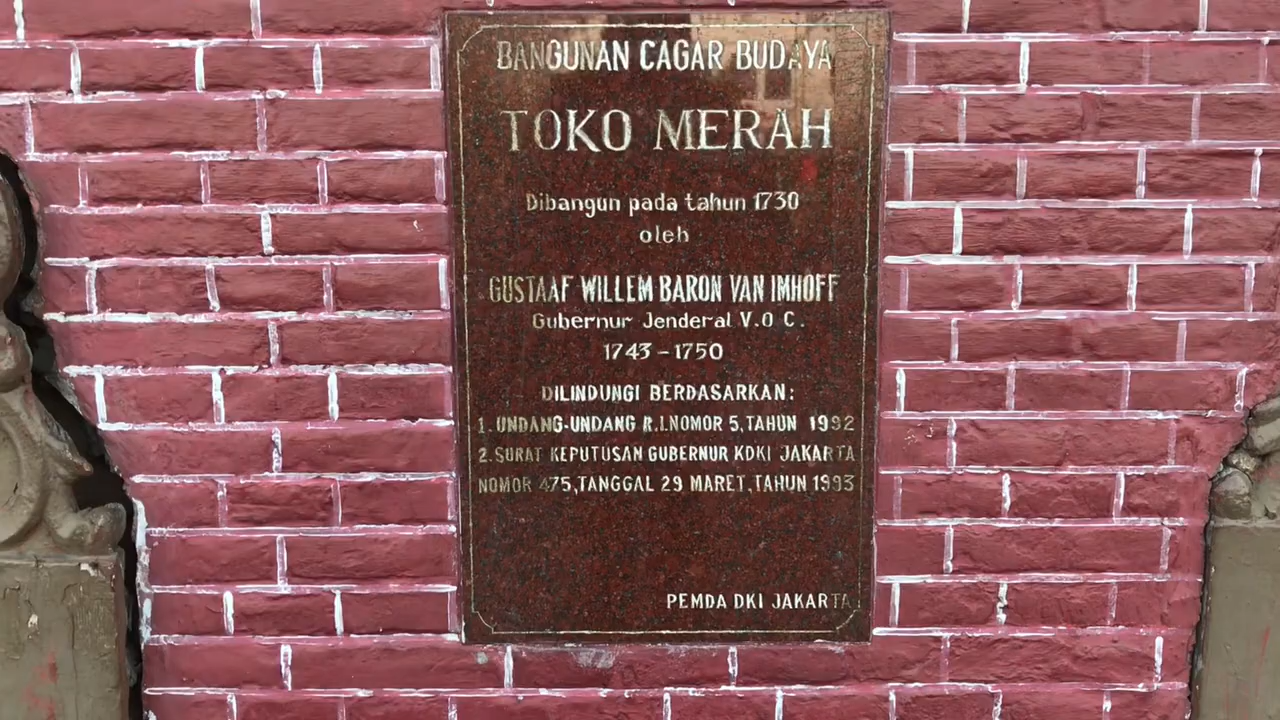 BANGUNAN CAGAR BUDAYA
TOKO MERAH
Dibangun pada tahun 1730
oleh
GUSTAAF WILLEM BARON VAN IMHOFF
Gubernur Jenderal V.O C.
1743 - 1750
DILINDUNGI BERDASARKAN:
1. UNDANG-UNDANG R.I.NOMOR 5,TAHUN 1992
2. SURAT KEPUTUSAN GUBERNUR KDKI JAKARTA
NOMOR 475,TANGGAL 29 MARET,TAHUN 1993
PEMDA DKI JAKARTA